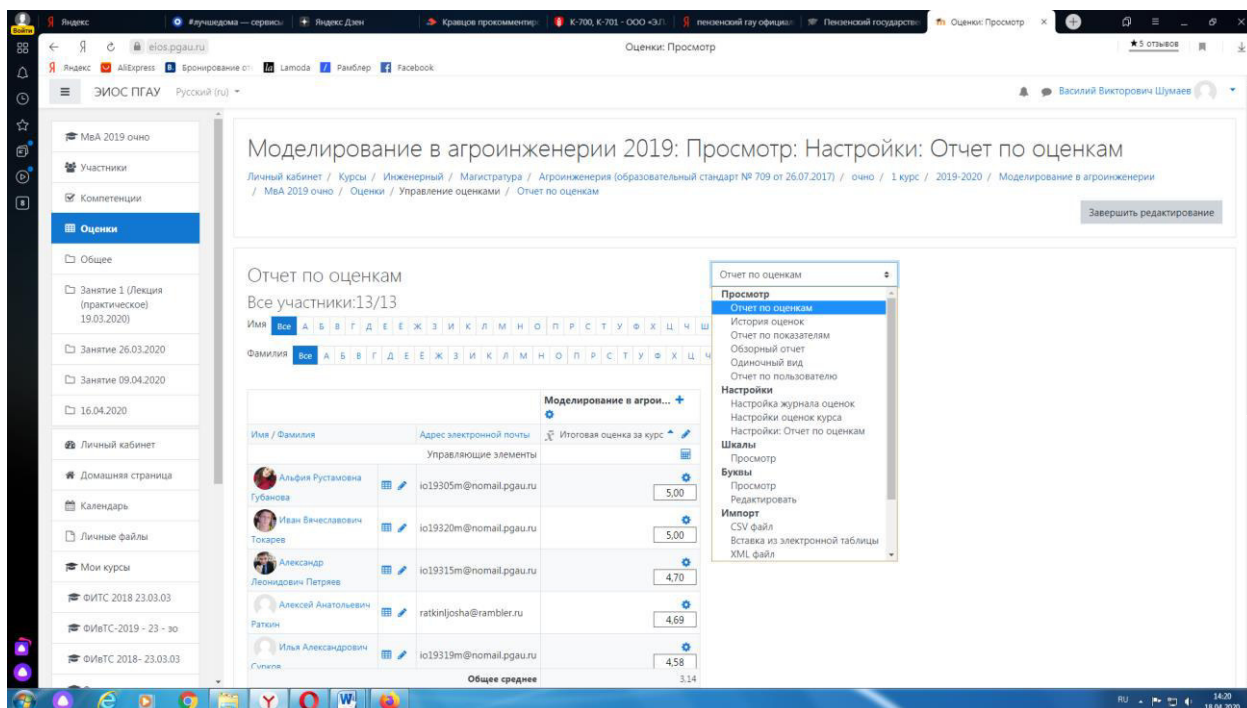 Войти
Яндекс
#лучшедома — сервисы
Яндекс Дзен
Кравцов прокомментир
К-700, К-701 - ООО «ЭЛ
пензенский гау официал
Пензенский государстве
Оценки: Просмотр
eios.pgau.ru
Оценки: Просмотр
★5 отзывов
Яндекс
AliExpress
Бронирование от
Lamoda
Рамблер
Facebook
ЭИОС ПГАУ Русский (ru)
Василий Викторович Шумаев
МвА 2019 очно
Участники
Компетенции
Оценки
Общее
Занятие 1 (Лекция
(практическое)
19.03.2020)
Занятие 26.03.2020
Занятие 09.04.2020
16.04.2020
Личный кабинет
Домашняя страница
Календарь
Личные файлы
Мои курсы
ФИТС 2018 23.03.03
ФИвТС-2019 - 23 - зо
ФИвТС 2018- 23.03.03
Моделирование в агроинженерии 2019: Просмотр: Настройки: Отчет по оценкам
Личный кабинет / Курсы / Инженерный / Магистратура / Агроинженерия (образовательный стандарт № 709 от 26.07.2017) / очно / 1 курс / 2019-2020 / Моделирование в агроинженерии
/ МвА 2019 очно / Оценки / Управление оценками / Отчет по оценкам
Завершить редактирование
Отчет по оценкам
Все участники:13/13
Имя Все А Б В Г Д Е Ё Ж З И К Л М Н О П Р С Т У Ф Х Ц Ч Ш
Фамилия Все А Б В Г Д Е Ё Ж З И К Л М Н О П Р С Т У Ф Х Ц Ч
Моделирование в агрои...
Имя / Фамилия Адрес электронной почты x̄ Итоговая оценка за курс
Управляющие элементы
Альфия Рустамовна
Губанова
io19305m@nomail.pgau.ru
5,00
Иван Вячеславович
Токарев
io19320m@nomail.pgau.ru
5,00
Александр
Леонидович Петряев
io19315m@nomail.pgau.ru
4,70
Алексей Анатольевич
Раткин
ratkinljosha@rambler.ru
4,69
Илья Александрович
io19319m@nomail.pgau.ru
4,58
Общее среднее 3,14
Отчет по оценкам
Просмотр
Отчет по оценкам
История оценок
Отчет по показателям
Обзорный отчет
Одиночный вид
Отчет по пользователю
Настройки
Настройка журнала оценок
Настройки оценок курса
Настройки: Отчет по оценкам
Шкалы
Просмотр
Буквы
Просмотр
Редактировать
Импорт
CSV файл
Вставка из электронной таблицы
XML файл
RU
14:20
18.04.2020